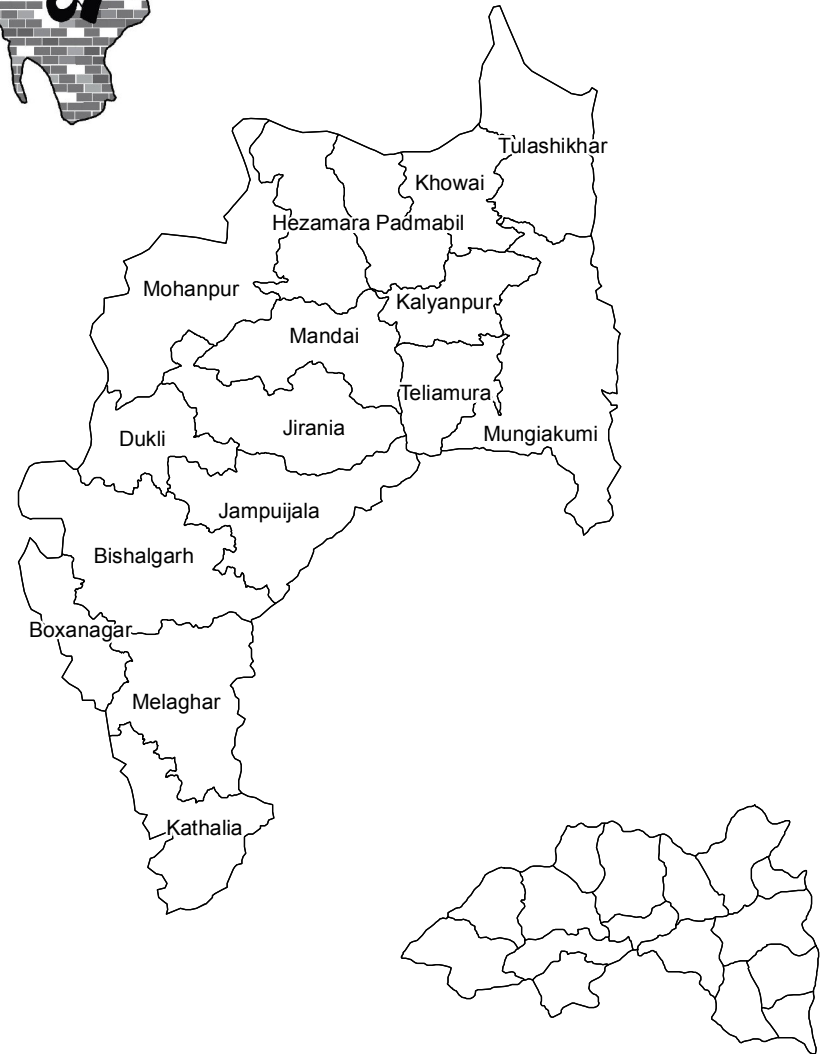 Tulashikhar
Khowai
Hezamara Padmabil
Mohanpur
Kalyanpur
Mandai
Teliamura
Jirania
Mungiakumi
Dukli
Jampuijala
Bishalgarh
Boxanagar
Melaghar
Kathalia